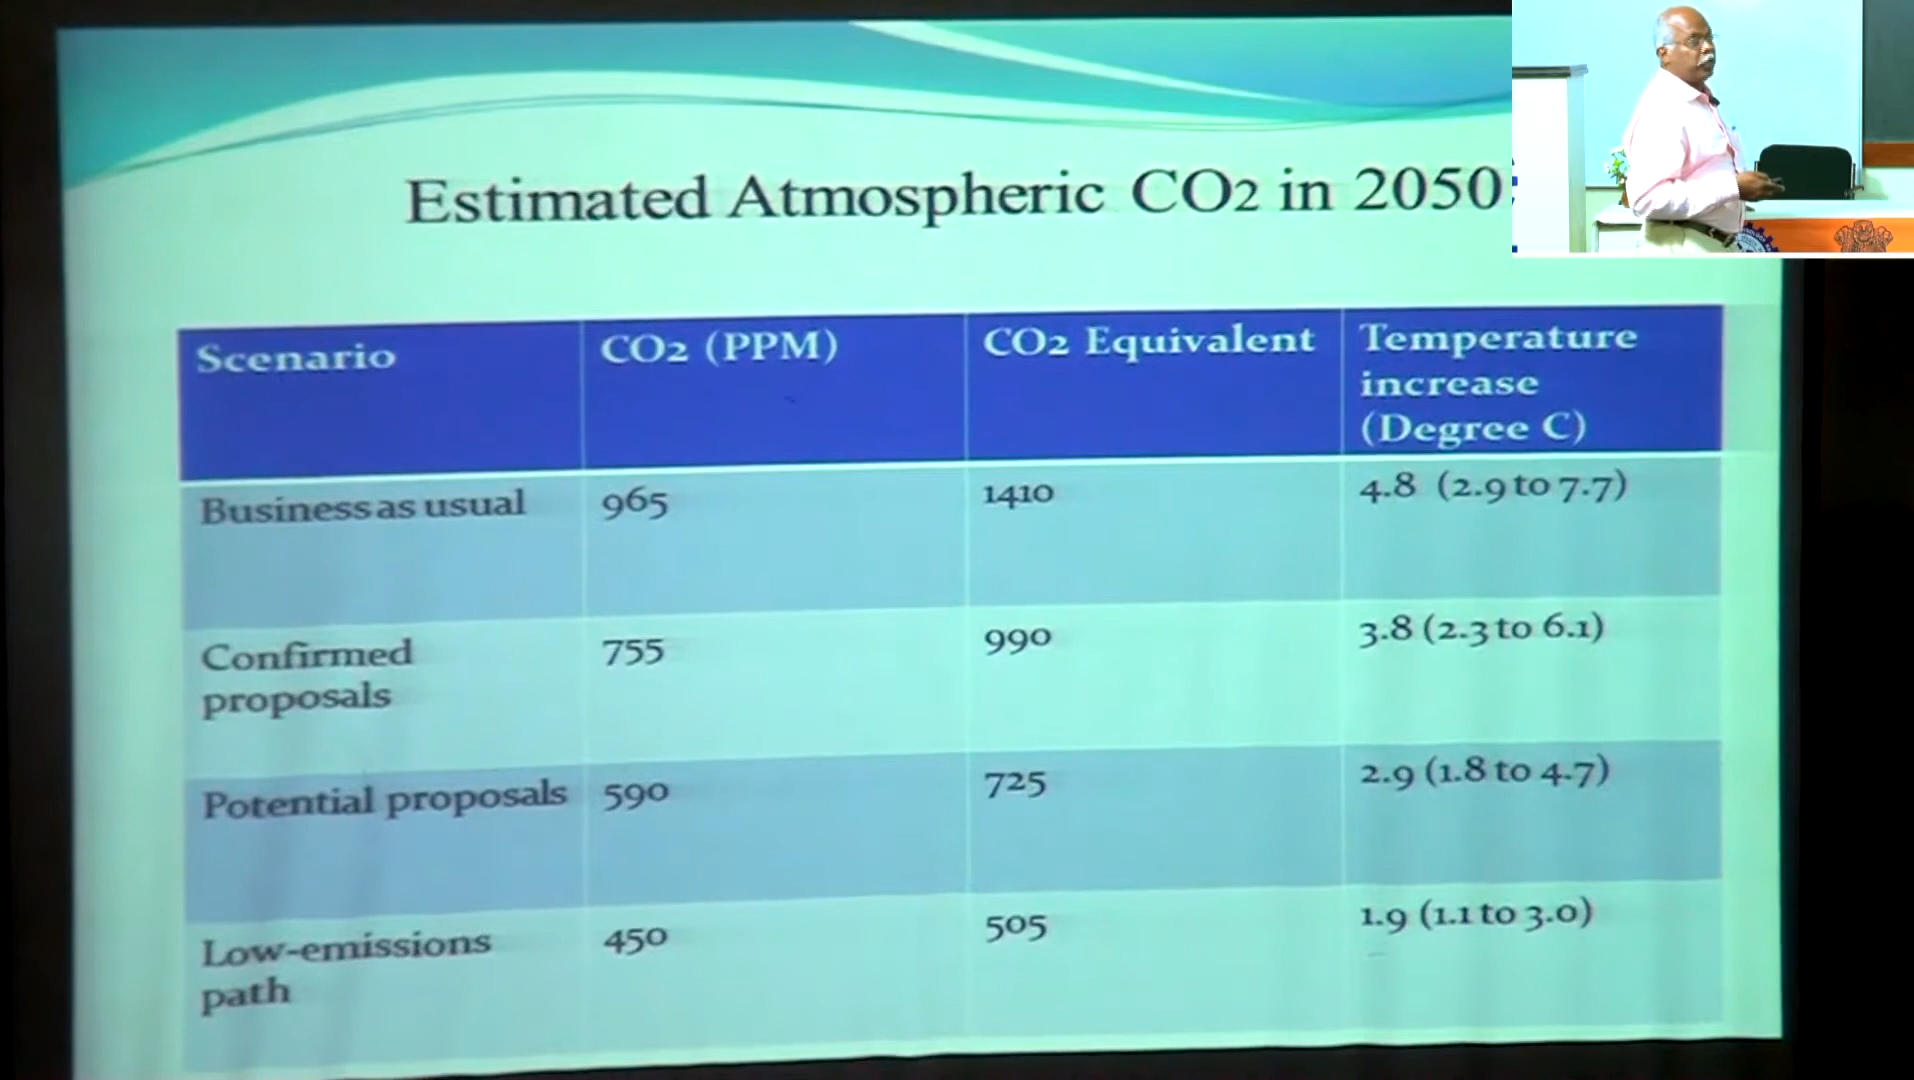 Estimated Atmospheric CO2 in 2050
Scenario CO2 (PPM) CO2 Equivalent Temperature
increase
(Degree C)
Business as usual 965 1410 4.8 (2.9 to 7.7)
Confirmed
proposals 755 990 3.8 (2.3 to 6.1)
Potential proposals 590 725 2.9 (1.8 to 4.7)
Low-emissions
path 450 505 1.9 (1.1 to 3.0)